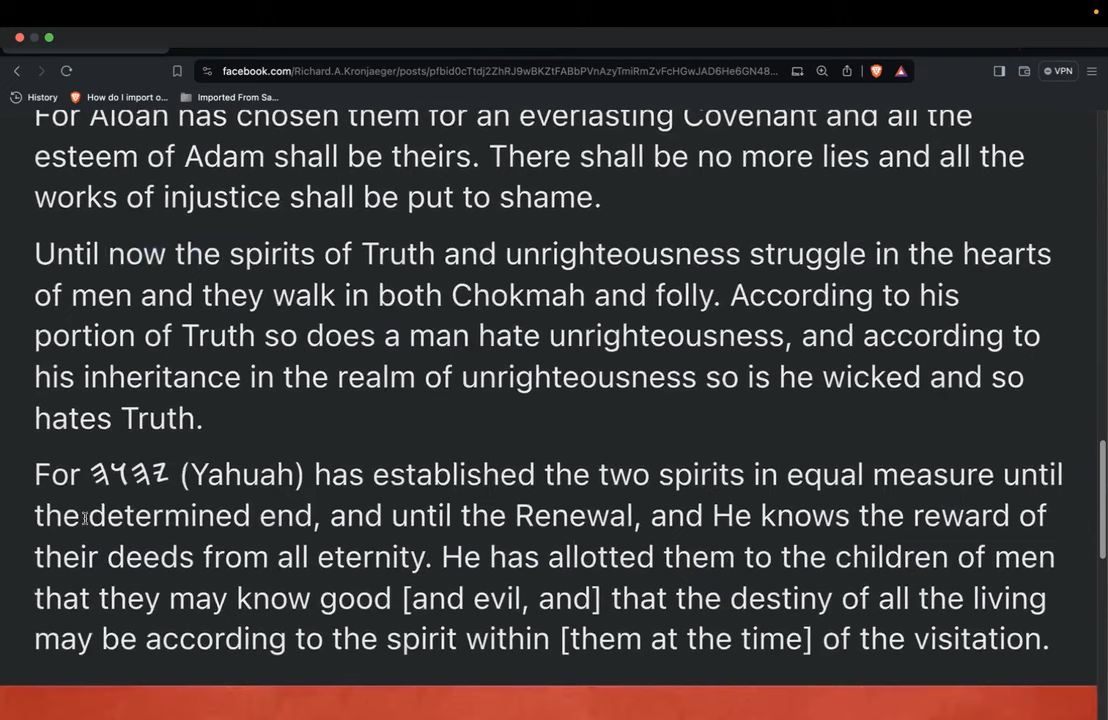 facebook.com/Richard.A.Kronjaeger/posts/pfbid0cTtdj2ZhRJ9wBKZtFABbPVnAzyTmiRmZvFcHGwJAD6He6GN48...
VPN
History
How do I import o...
Imported From Sa...
For Aloah has chosen them for an everlasting Covenant and all the
esteem of Adam shall be theirs. There shall be no more lies and all the
works of injustice shall be put to shame.
Until now the spirits of Truth and unrighteousness struggle in the hearts
of men and they walk in both Chokmah and folly. According to his
portion of Truth so does a man hate unrighteousness, and according to
his inheritance in the realm of unrighteousness so is he wicked and so
hates Truth.
For 𐤉𐤄𐤅𐤄 (Yahuah) has established the two spirits in equal measure until
the determined end, and until the Renewal, and He knows the reward of
their deeds from all eternity. He has allotted them to the children of men
that they may know good [and evil, and] that the destiny of all the living
may be according to the spirit within [them at the time] of the visitation.